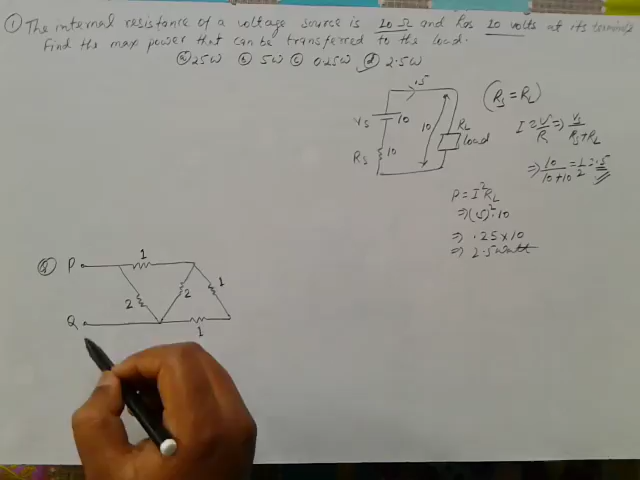 ① The internal resistance of a voltage source is 10 Ω and has 10 volts at its terminals
Find the max power that can be transferred to the load.
ⓐ 25W ⓑ 5W ⓒ 0.25W ⓓ 2.5W
.5
Vs 10
Rs 10
10
RL
load
(Rs = RL)
I = V/R ⇒ Vs/Rs+RL
⇒ 10/10+10 = 1/2 = .5
P = I²RL
⇒ (.5)²·10
⇒ .25×10
⇒ 2.5watt
Ⓠ P 1
2 2 1
Q 1